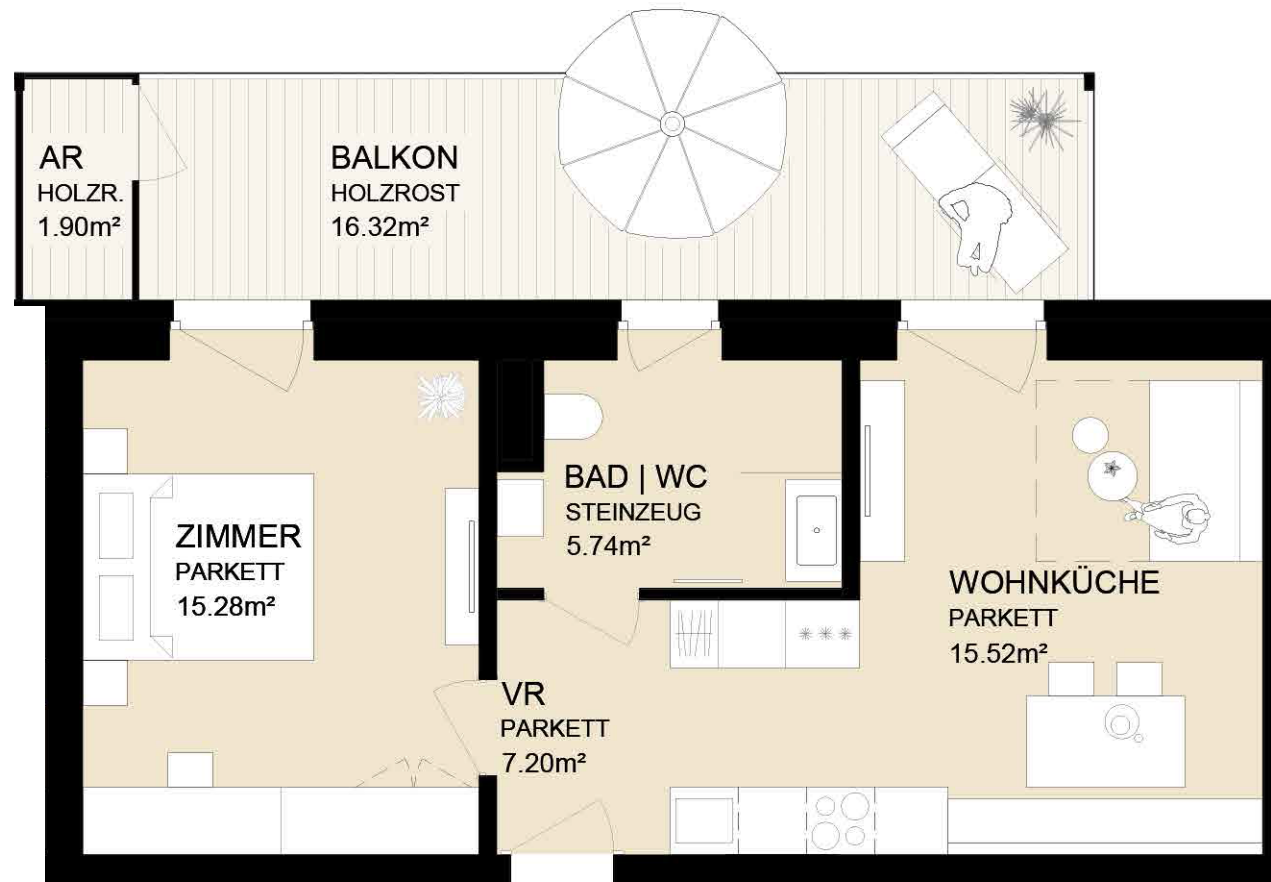 AR
HOLZR.
1.90m²
BALKON
HOLZROST
16.32m²
ZIMMER
PARKETT
15.28m²
BAD | WC
STEINZEUG
5.74m²
VR
PARKETT
7.20m²
WOHNKÜCHE
PARKETT
15.52m²